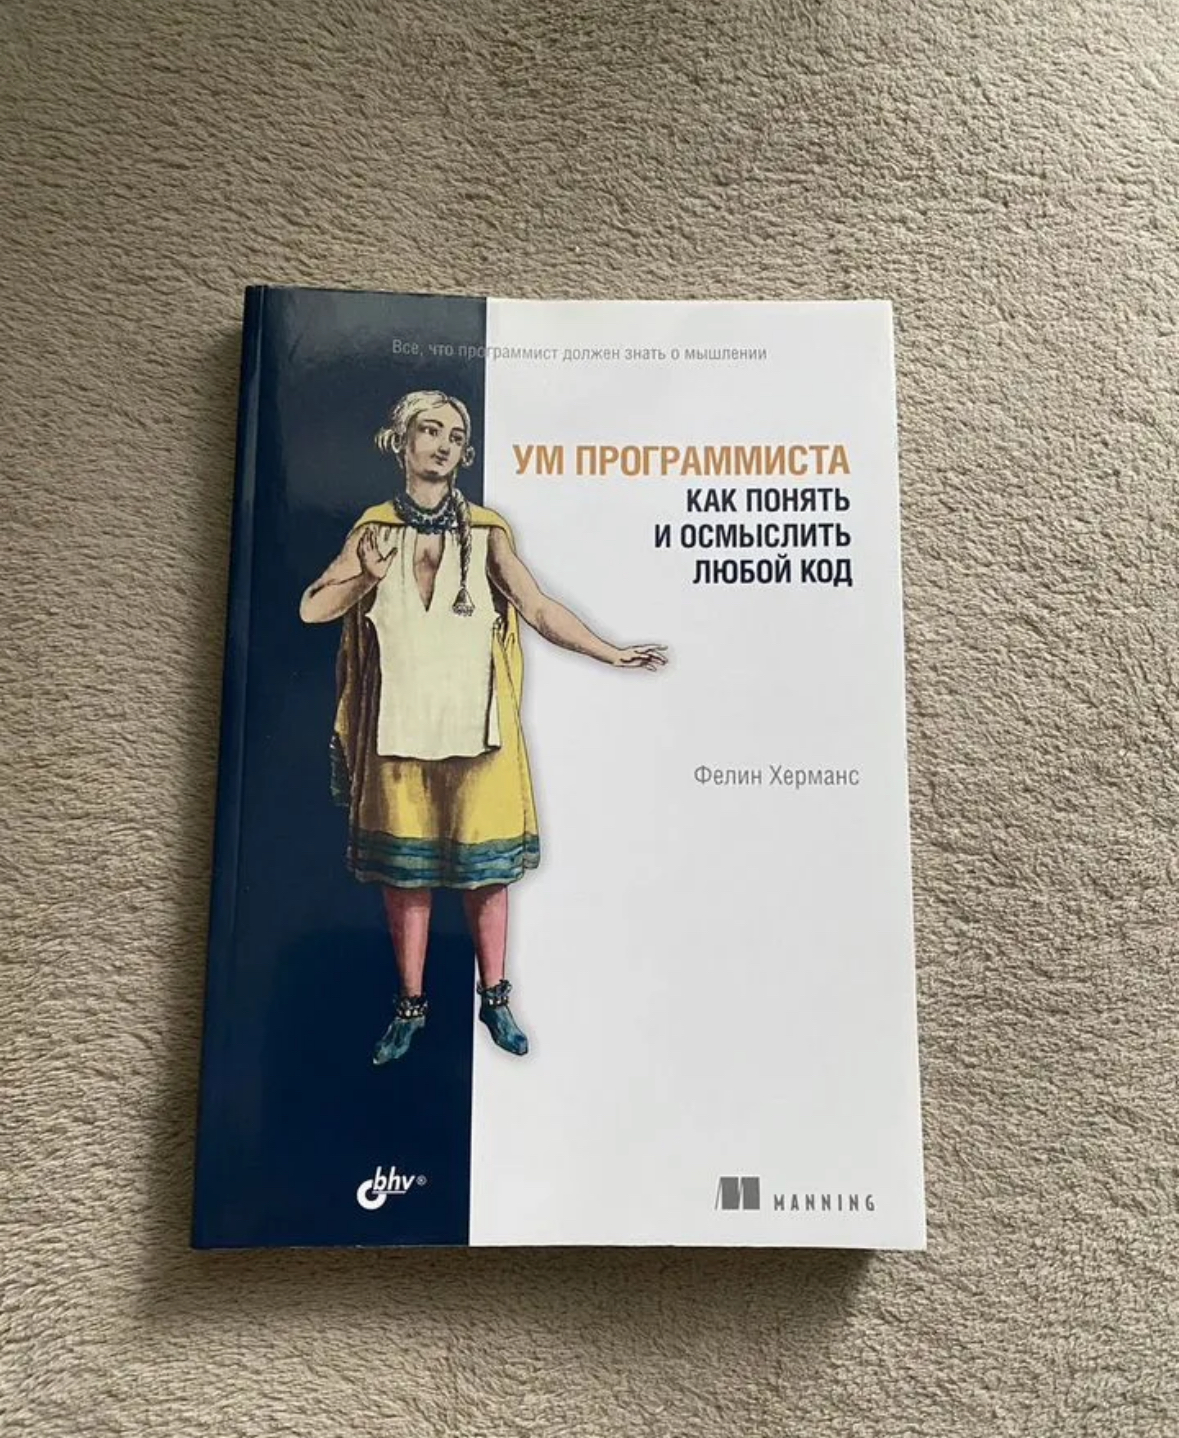 Все, что программист должен знать о мышлении
УМ ПРОГРАММИСТА
КАК ПОНЯТЬ
И ОСМЫСЛИТЬ
ЛЮБОЙ КОД
Фелин Херманс
bhv®
MANNING